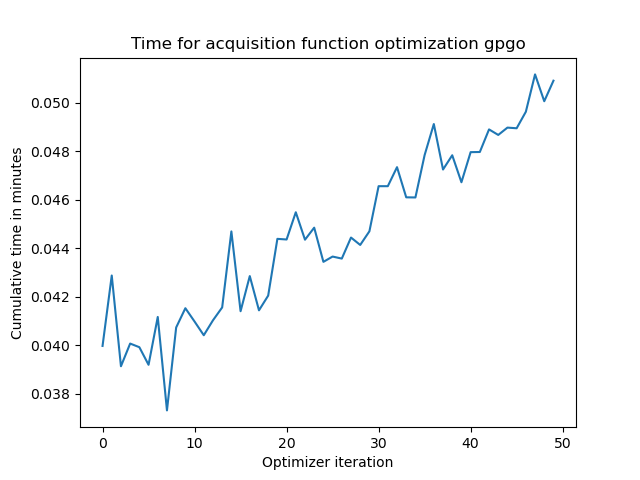 Time for acquisition function optimization gpgo
Cumulative time in minutes
0.050
0.048
0.046
0.044
0.042
0.040
0.038
0 10 20 30 40 50
Optimizer iteration